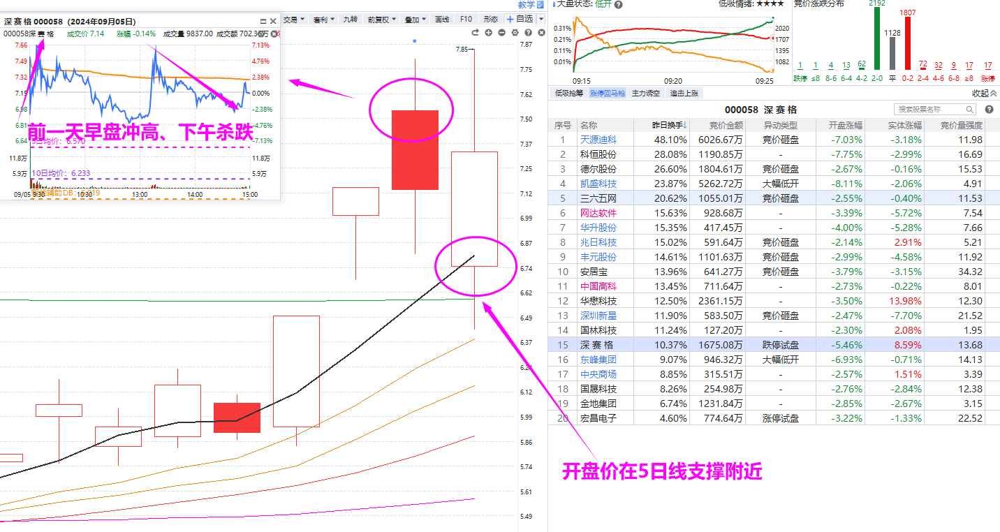 深 赛 格 000058 (2024年09月05日)
000058深 赛 格 成交价 7.14 涨幅 -0.14% 成交量 9837.00 成交额 702.36
7.66 7.13%
7.49 4.76%
7.32 2.38%
7.15 0.00%
6.98 -2.38%
6.81 -4.76%
6.64 -7.13%
前一天早盘冲高、下午杀跌
5日均价: 6.570
11.8万 11.8万
10日均价: 6.233
5.9万 5.9万
09/05 9:30 10:30 13:00 14:00 15:00
交易 套利 九转 前复权 叠加 画线 F10 形态 自选
教学
7.85
7.87
7.75
7.62
7.50
7.37
7.25
7.12
6.99
6.87
6.74
6.62
6.49
6.37
6.24
6.12
5.99
5.86
5.74
5.61
5.49
大盘状态: 低开 低吸情绪: ★★★★
0.31% 2020
0.21% 1707
0.11% 1395
0.01% 1082
09:15 09:20 09:25
竞价涨跌分布
1 1 4 13 62 2192 1128 1807 72 32 9 17 17
跌停 ≤8 8-6 6-4 4-2 2-0 平 0-2 2-4 4-6 6-8 ≥8 涨停
低吸抢筹 涨停回马枪 主力诱空 追击上涨 收起
000058 深 赛 格 搜索股票名称
序号 名称 昨日换手↓ 竞价金额 异动类型 开盘涨幅 实体涨幅 竞价量强度
1 天源迪科 48.10% 6026.67万 竞价砸盘 -7.03% -3.18% 11.98
2 科恒股份 28.08% 1190.85万 - -7.75% -2.99% 16.69
3 德尔股份 26.60% 1804.61万 竞价砸盘 -2.67% -0.16% 15.53
4 凯盛科技 23.87% 5262.72万 大幅低开 -8.11% -2.06% 4.91
5 三六五网 20.62% 1055.01万 竞价砸盘 -2.55% -0.40% 11.53
6 网达软件 15.63% 928.68万 - -3.39% -5.72% 7.54
7 华升股份 15.35% 417.45万 - -4.00% -5.28% 7.66
8 兆日科技 15.02% 591.64万 竞价砸盘 -2.14% 2.91% 5.21
9 丰元股份 14.61% 1101.63万 竞价砸盘 -2.99% -4.58% 11.92
10 安居宝 13.96% 641.27万 竞价砸盘 -3.79% -3.15% 34.32
11 中国高科 13.45% 711.64万 - -2.73% -0.22% 8.01
12 华懋科技 12.50% 2361.15万 - -3.50% 13.98% 12.30
13 深圳新星 11.90% 583.50万 竞价砸盘 -2.47% -7.70% 21.52
14 国林科技 11.24% 127.20万 - -2.30% 2.08% 1.95
15 深 赛 格 10.37% 1675.08万 跌停试盘 -5.46% 8.59% 13.68
16 东峰集团 9.07% 946.32万 大幅低开 -6.93% -0.71% 14.13
17 中央商场 8.85% 315.51万 - -2.57% 1.51% 3.39
18 国晟科技 8.26% 254.98万 - -2.76% -2.84% 12.38
19 金地集团 6.74% 1231.84万 - -2.85% -2.67% 3.15
20 宏昌电子 4.60% 774.64万 涨停试盘 -3.22% -1.33% 22.52
开盘价在5日线支撑附近